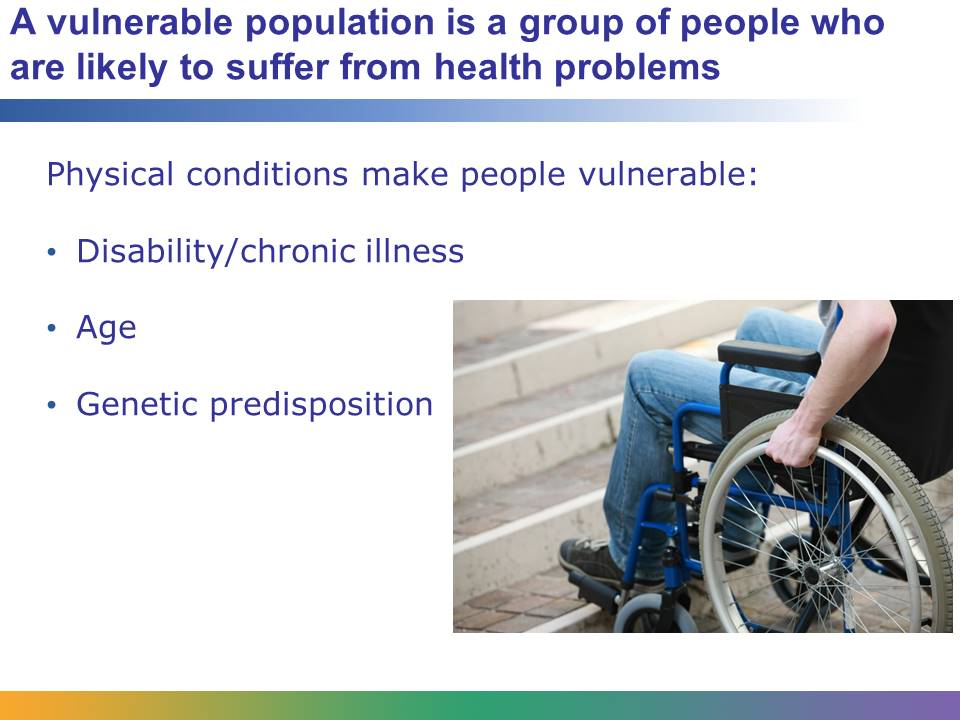 A vulnerable population is a group of people who
are likely to suffer from health problems
Physical conditions make people vulnerable:
• Disability/chronic illness
• Age
• Genetic predisposition